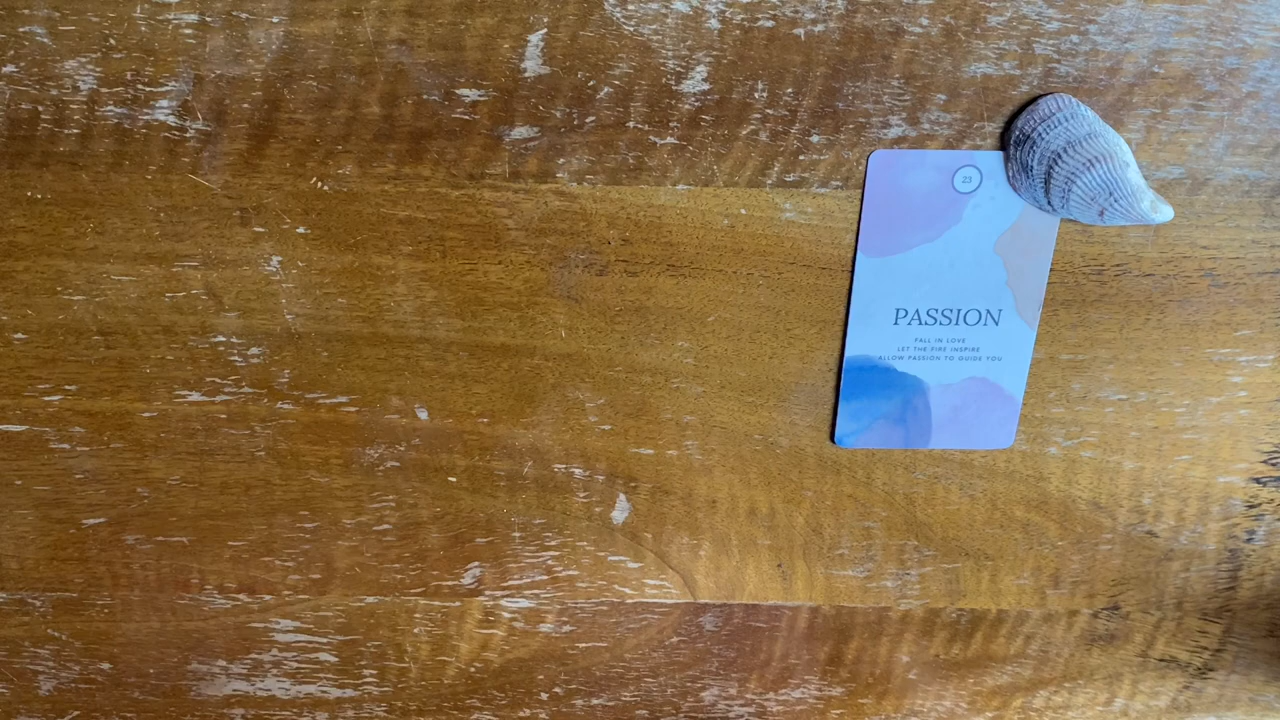 23
PASSION
FALL IN LOVE
LET THE FIRE INSPIRE
ALLOW PASSION TO GUIDE YOU